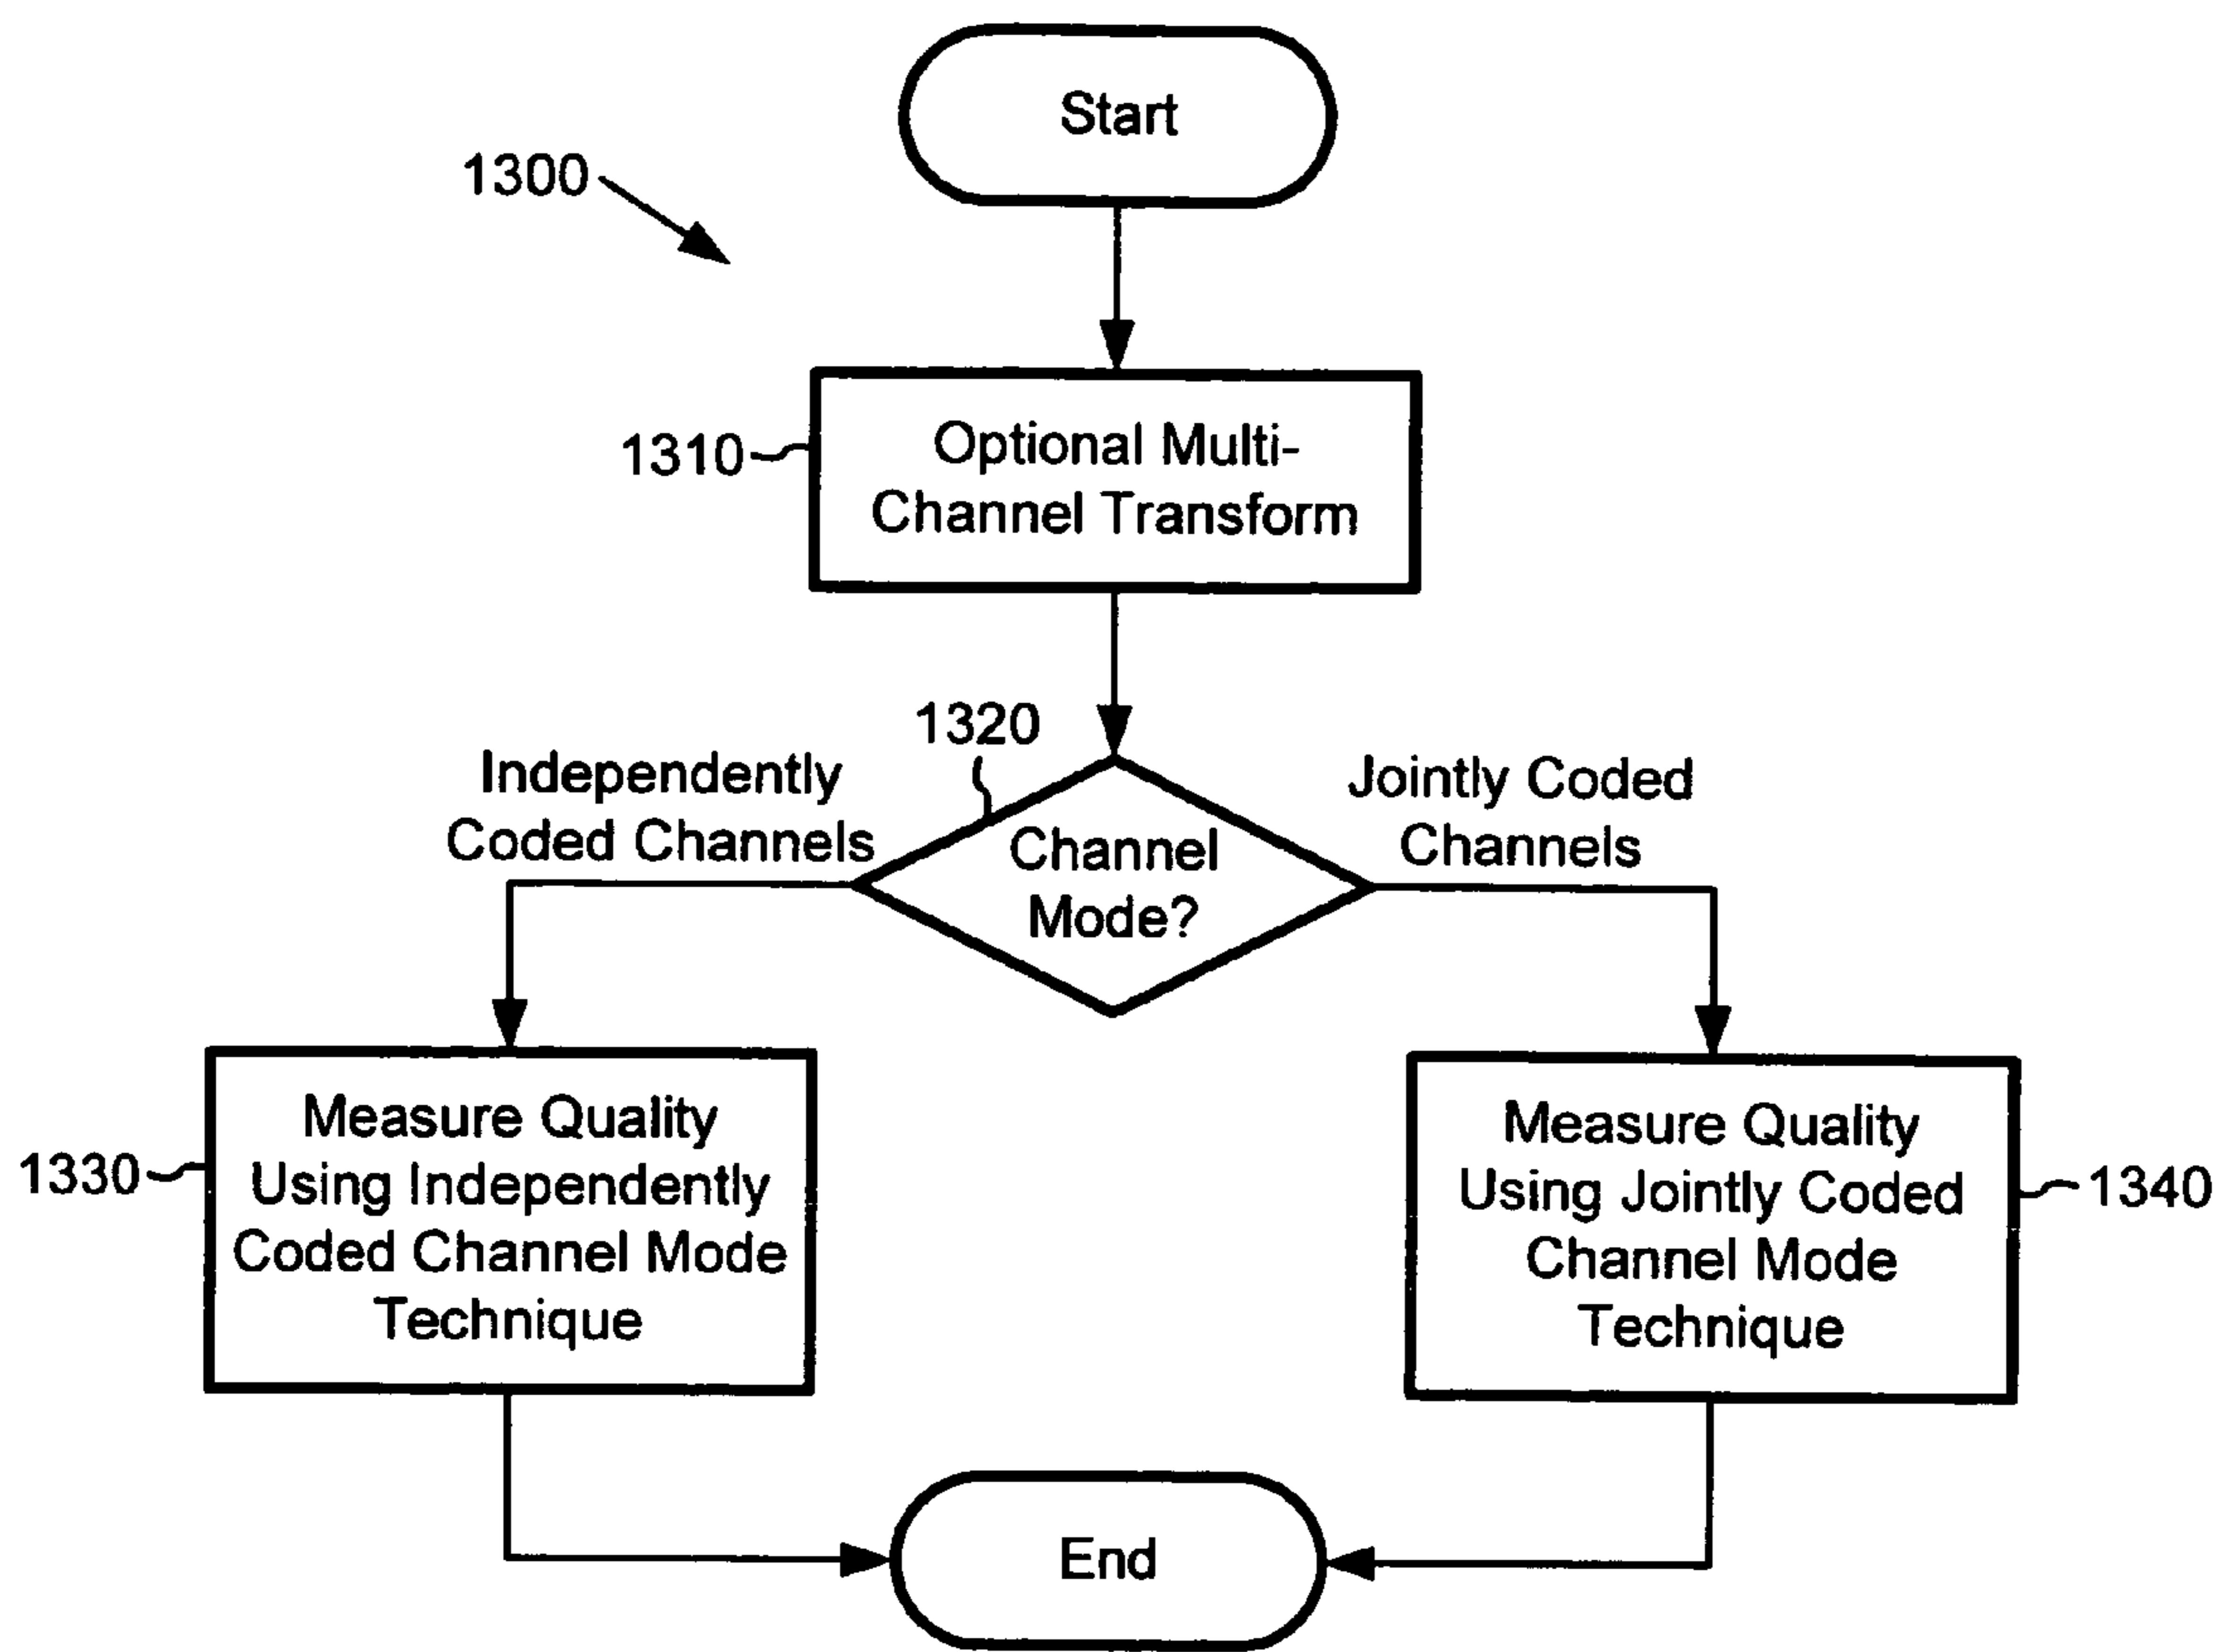 Start
1300
1310
Optional Multi-
Channel Transform
1320
Independently
Coded Channels
Jointly Coded
Channels
Channel
Mode?
1330
Measure Quality
Using Independently
Coded Channel Mode
Technique
Measure Quality
Using Jointly Coded
Channel Mode
Technique
1340
End